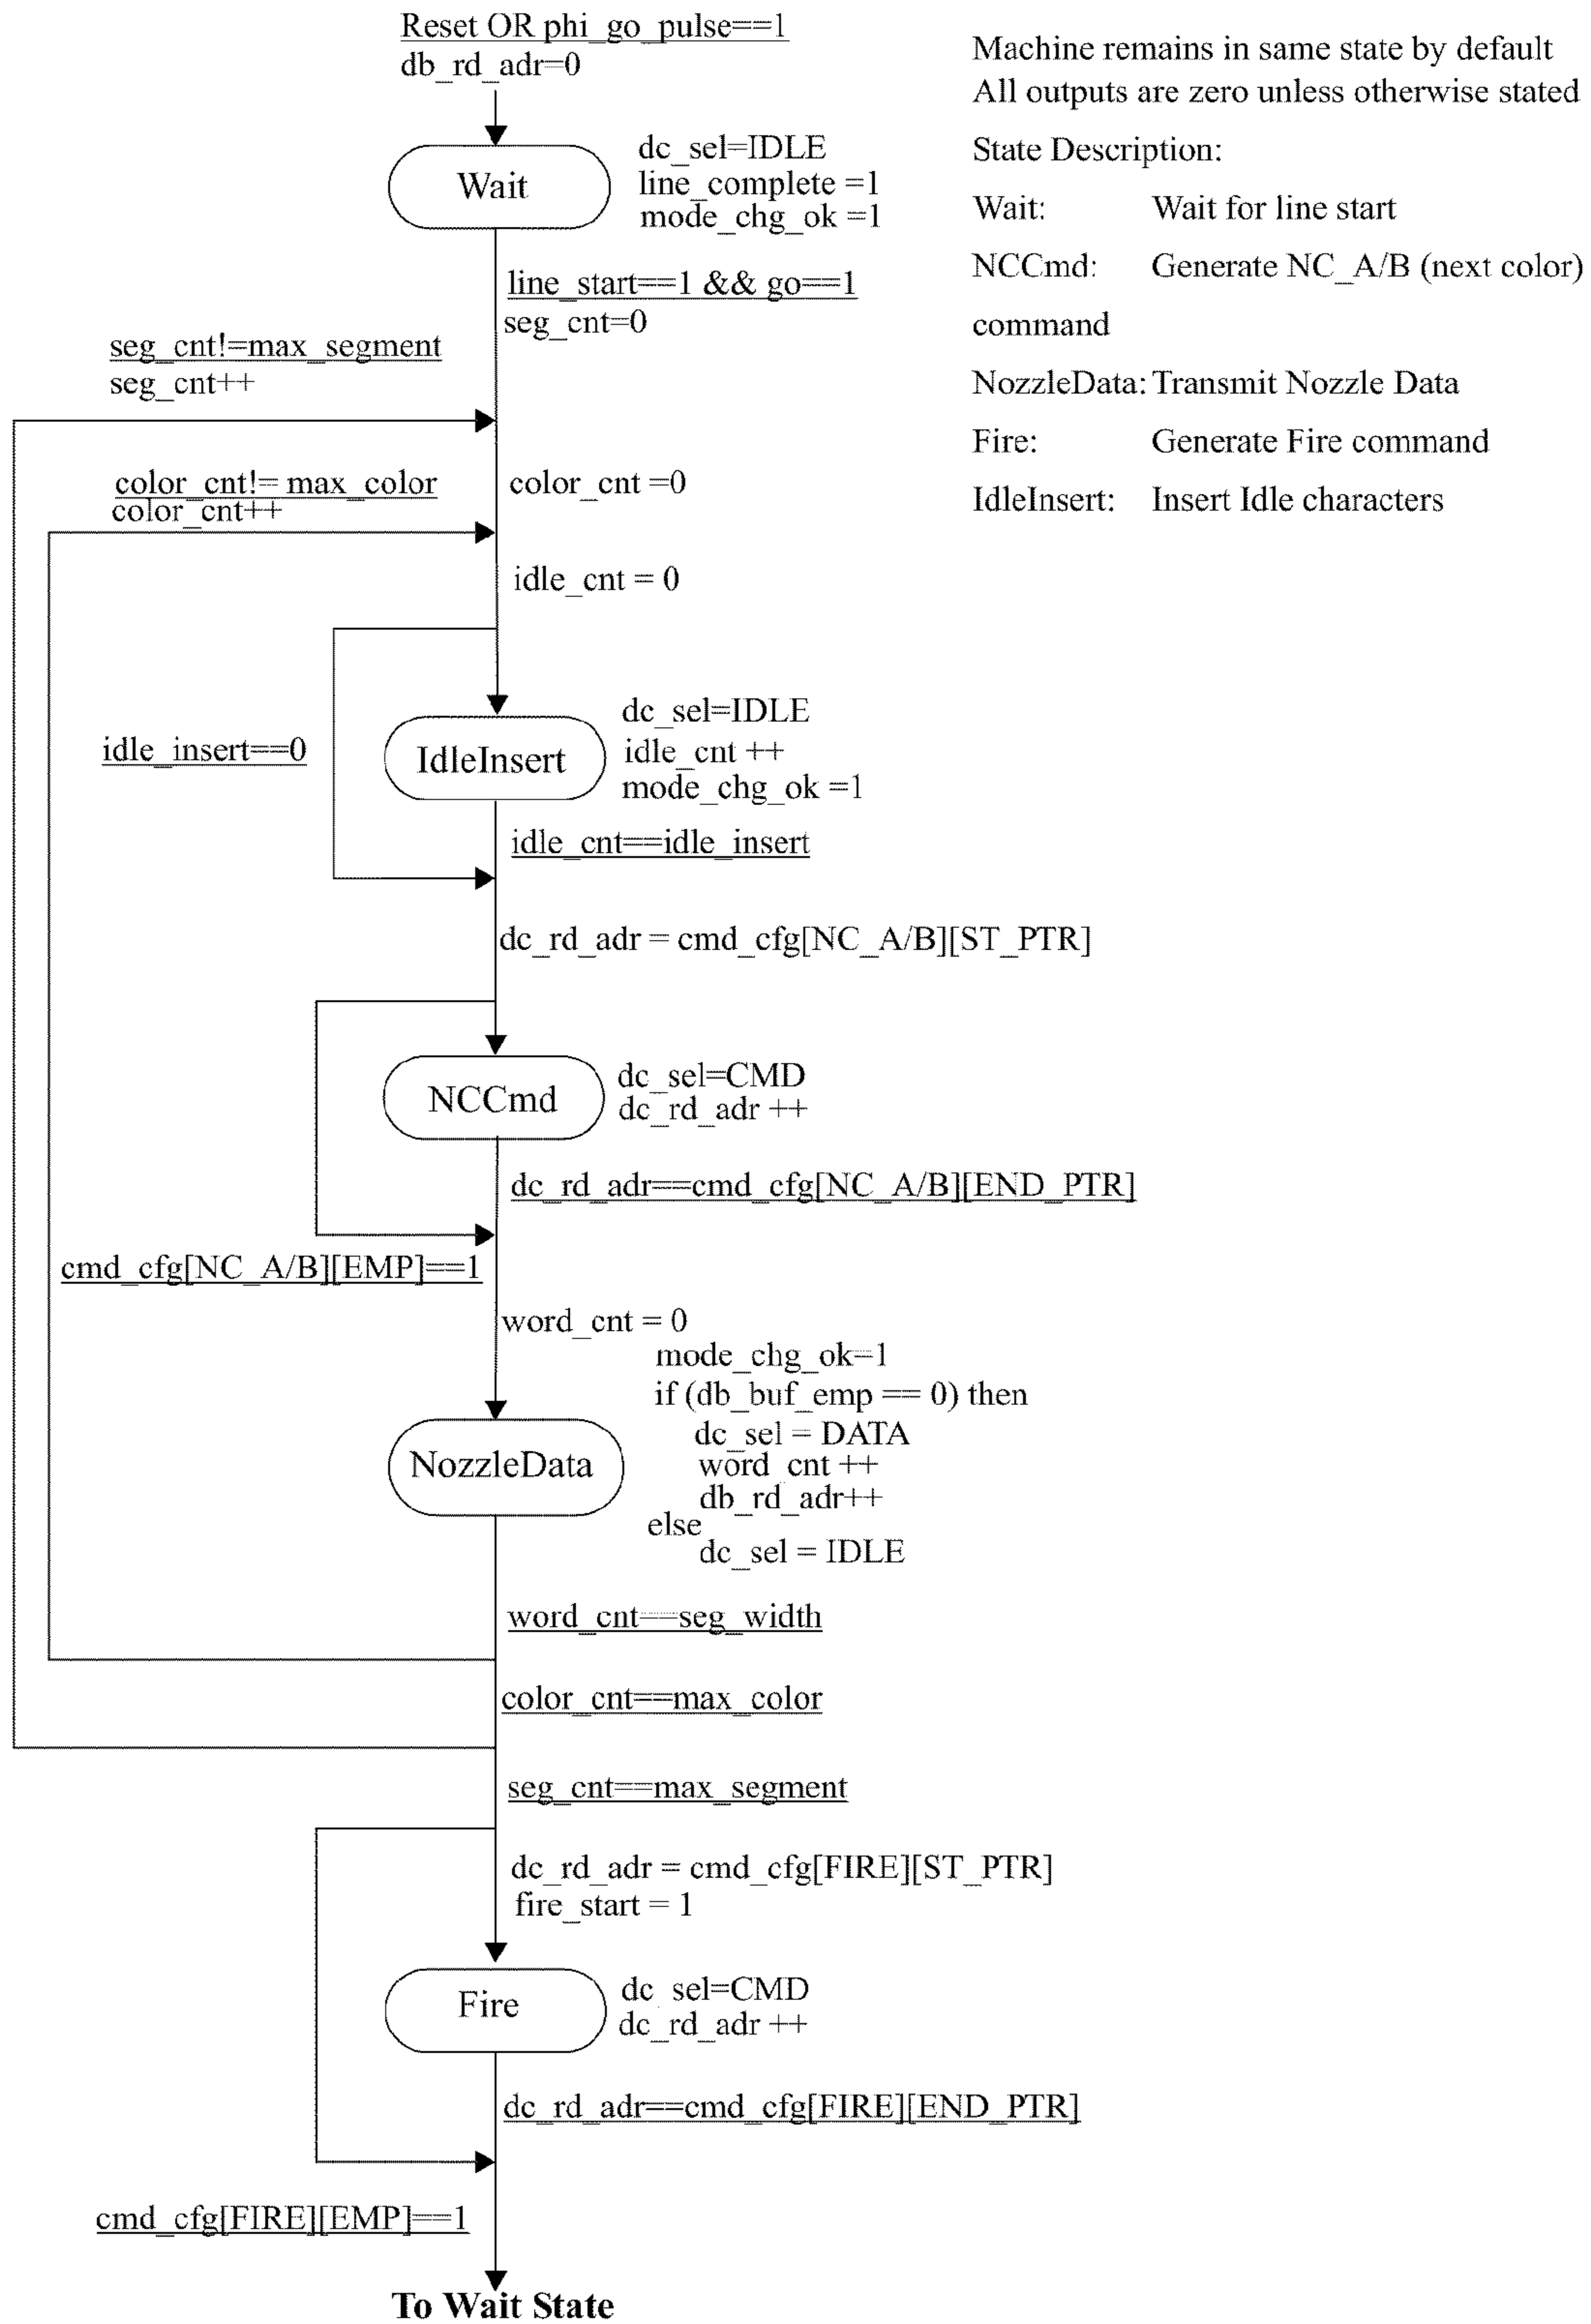 Reset OR phi_go_pulse==1
db_rd_adr=0
Machine remains in same state by default
All outputs are zero unless otherwise stated
State Description:
Wait: Wait for line start
NCCmd: Generate NC_A/B (next color)
command
NozzleData: Transmit Nozzle Data
Fire: Generate Fire command
IdleInsert: Insert Idle characters
Wait
dc_sel=IDLE
line_complete =1
mode_chg_ok =1
line_start==1 && go==1
seg_cnt=0
seg_cnt!=max_segment
seg_cnt++
color_cnt!= max_color
color_cnt++
color_cnt =0
idle_cnt = 0
idle_insert==0
IdleInsert
dc_sel=IDLE
idle_cnt ++
mode_chg_ok =1
idle_cnt==idle_insert
dc_rd_adr = cmd_cfg[NC_A/B][ST_PTR]
NCCmd
dc_sel=CMD
dc_rd_adr ++
dc_rd_adr==cmd_cfg[NC_A/B][END_PTR]
cmd_cfg[NC_A/B][EMP]==1
word_cnt = 0
NozzleData
mode_chg_ok=1
if (db_buf_emp == 0) then
dc_sel = DATA
word_cnt ++
db_rd_adr++
else
dc_sel = IDLE
word_cnt==seg_width
color_cnt==max_color
seg_cnt==max_segment
dc_rd_adr = cmd_cfg[FIRE][ST_PTR]
fire_start = 1
Fire
dc_sel=CMD
dc_rd_adr ++
dc_rd_adr==cmd_cfg[FIRE][END_PTR]
cmd_cfg[FIRE][EMP]==1
To Wait State